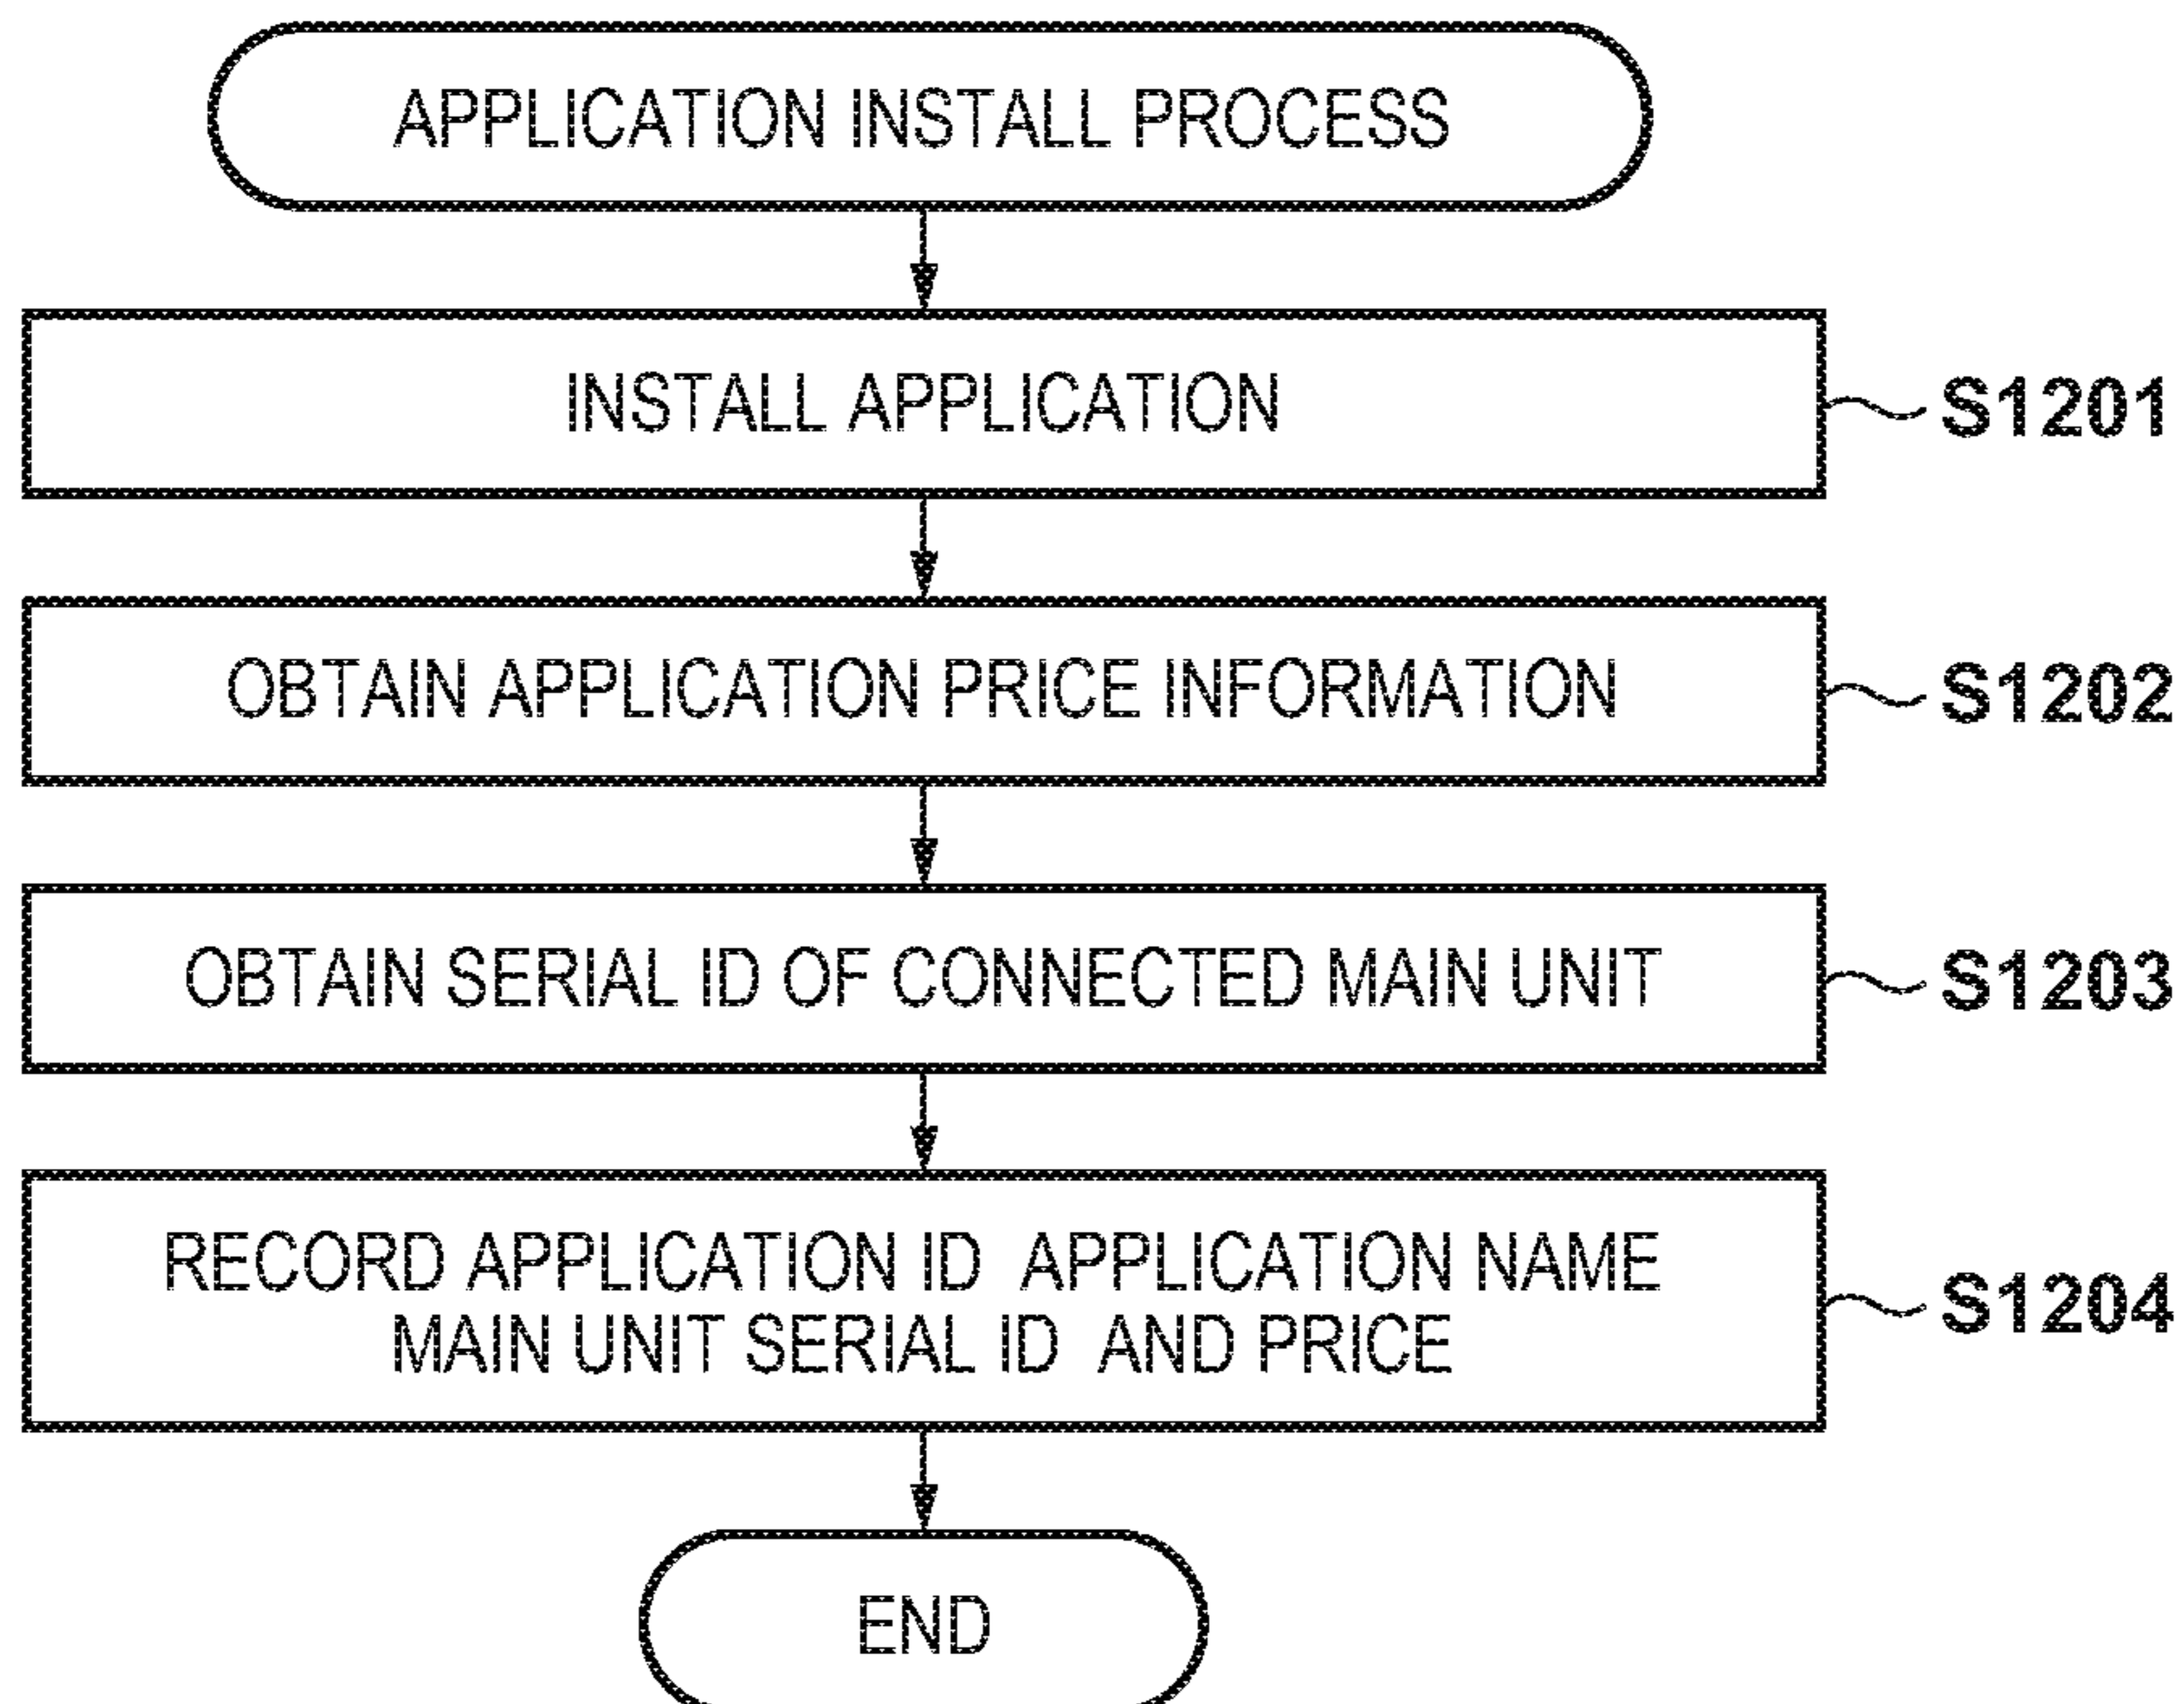 APPLICATION INSTALL PROCESS
INSTALL APPLICATION
S1201
OBTAIN APPLICATION PRICE INFORMATION
S1202
OBTAIN SERIAL ID OF CONNECTED MAIN UNIT
S1203
RECORD APPLICATION ID APPLICATION NAME
MAIN UNIT SERIAL ID AND PRICE
S1204
END